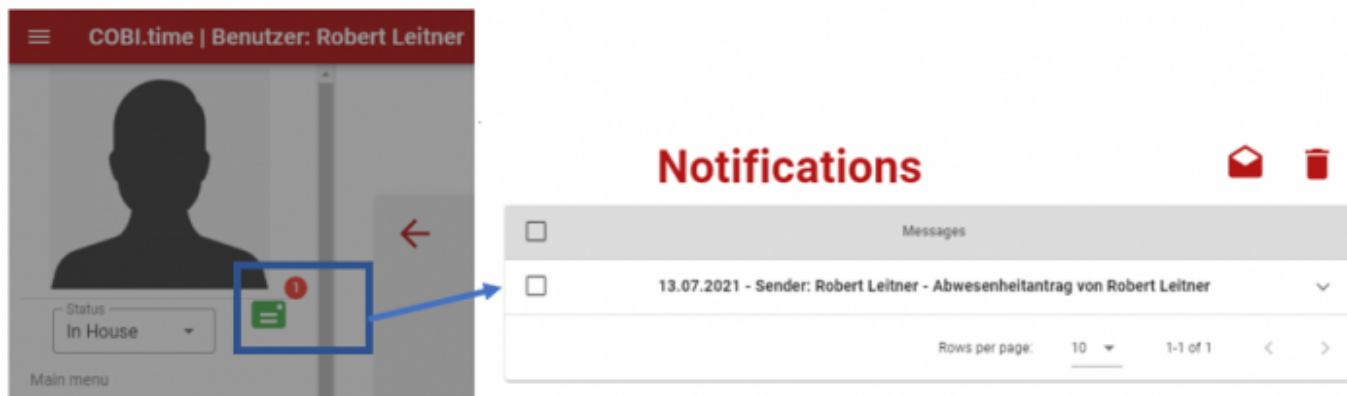 COBI.time | Benutzer: Robert Leitner
1
Status
In House
Main menu
Notifications
Messages
13.07.2021 - Sender: Robert Leitner - Abwesenheitantrag von Robert Leitner
Rows per page: 10 1-1 of 1